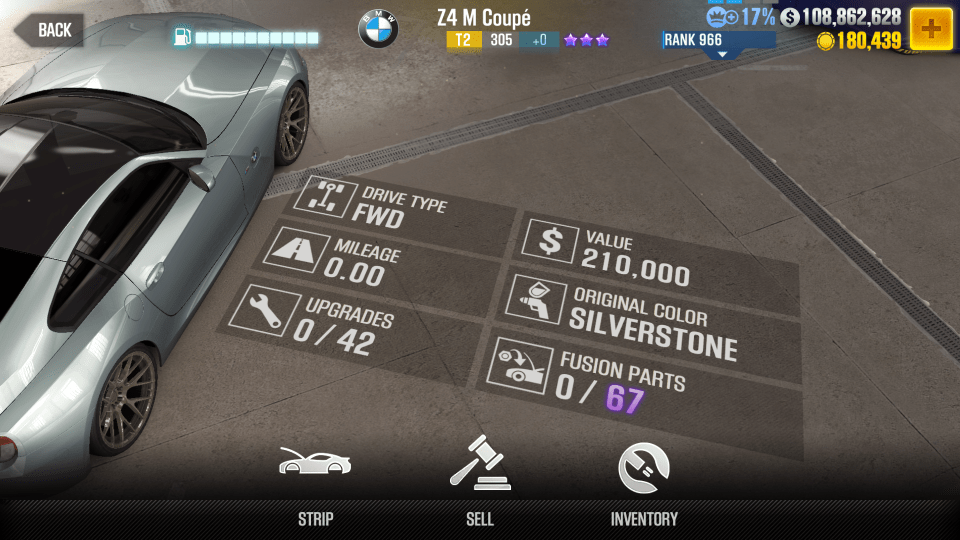 BACK
BMW
Z4 M Coupé
T2 305 +0
17% $ 108,862,628
RANK 966
180,439
DRIVE TYPE
FWD
MILEAGE
0.00
UPGRADES
0 / 42
$
VALUE
210,000
ORIGINAL COLOR
SILVERSTONE
FUSION PARTS
0 / 67
STRIP
SELL
INVENTORY